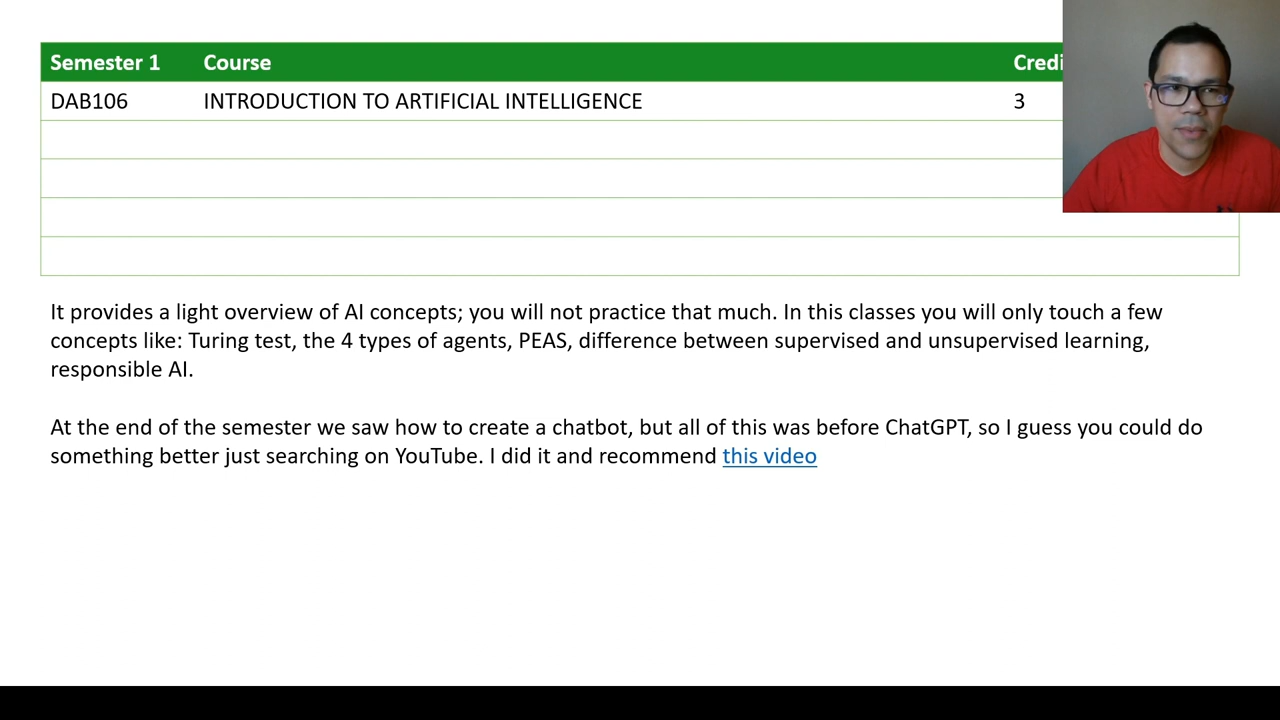 Semester 1 Course Credi
DAB106 INTRODUCTION TO ARTIFICIAL INTELLIGENCE 3
It provides a light overview of AI concepts; you will not practice that much. In this classes you will only touch a few
concepts like: Turing test, the 4 types of agents, PEAS, difference between supervised and unsupervised learning,
responsible AI.
At the end of the semester we saw how to create a chatbot, but all of this was before ChatGPT, so I guess you could do
something better just searching on YouTube. I did it and recommend this video